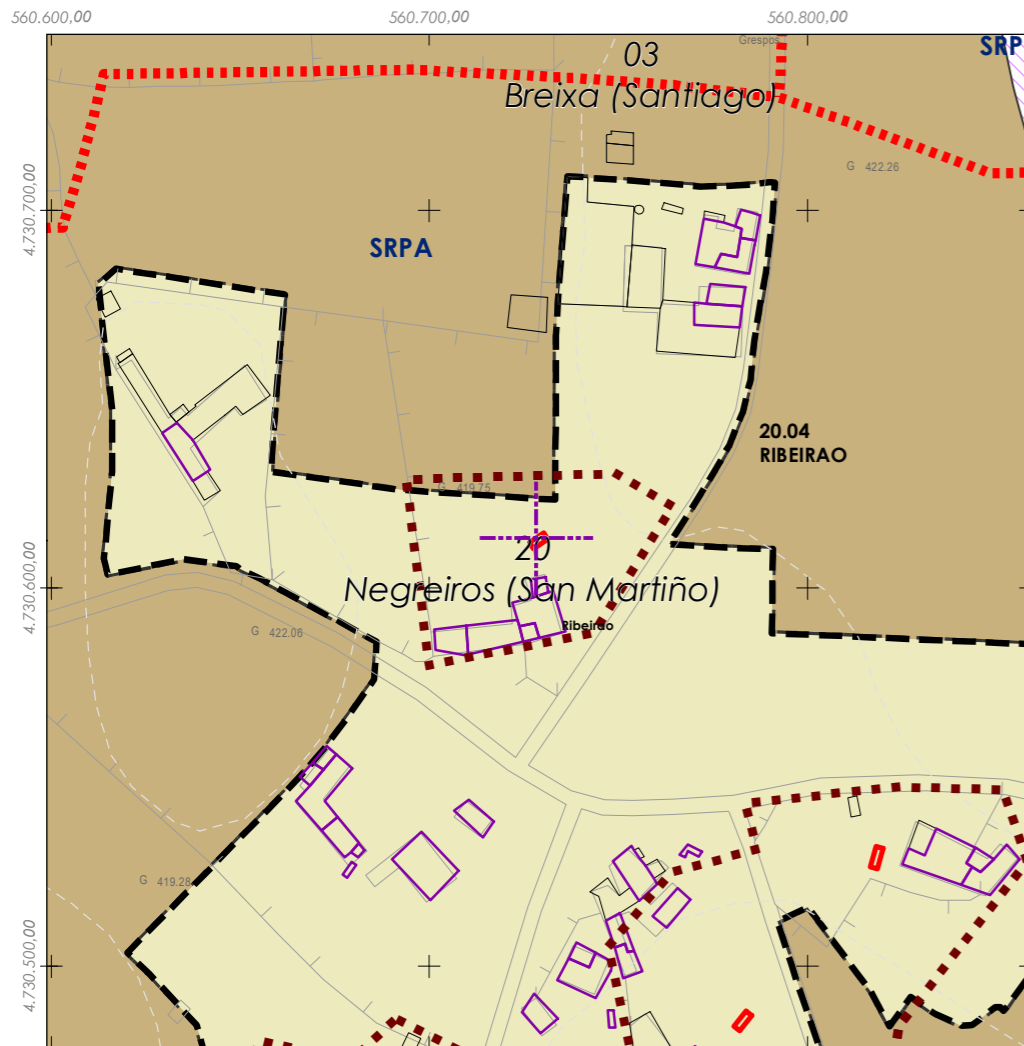 560.600,00
560.700,00
560.800,00
Grespos
SRP
03
Breixa (Santiago)
G 422.26
4.730.700,00
SRPA
20.04
RIBEIRAO
G 419.75
20
Negreiros (San Martiño)
4.730.600,00
Ribeirao
G 422.06
G 419.28
4.730.500,00